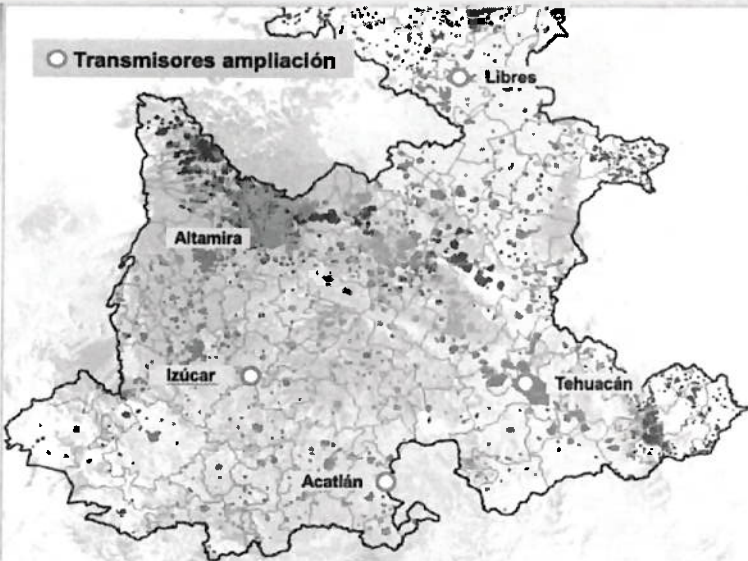 Transmisores ampliación
Libres
Altamira
Izúcar
Tehuacán
Acatlán